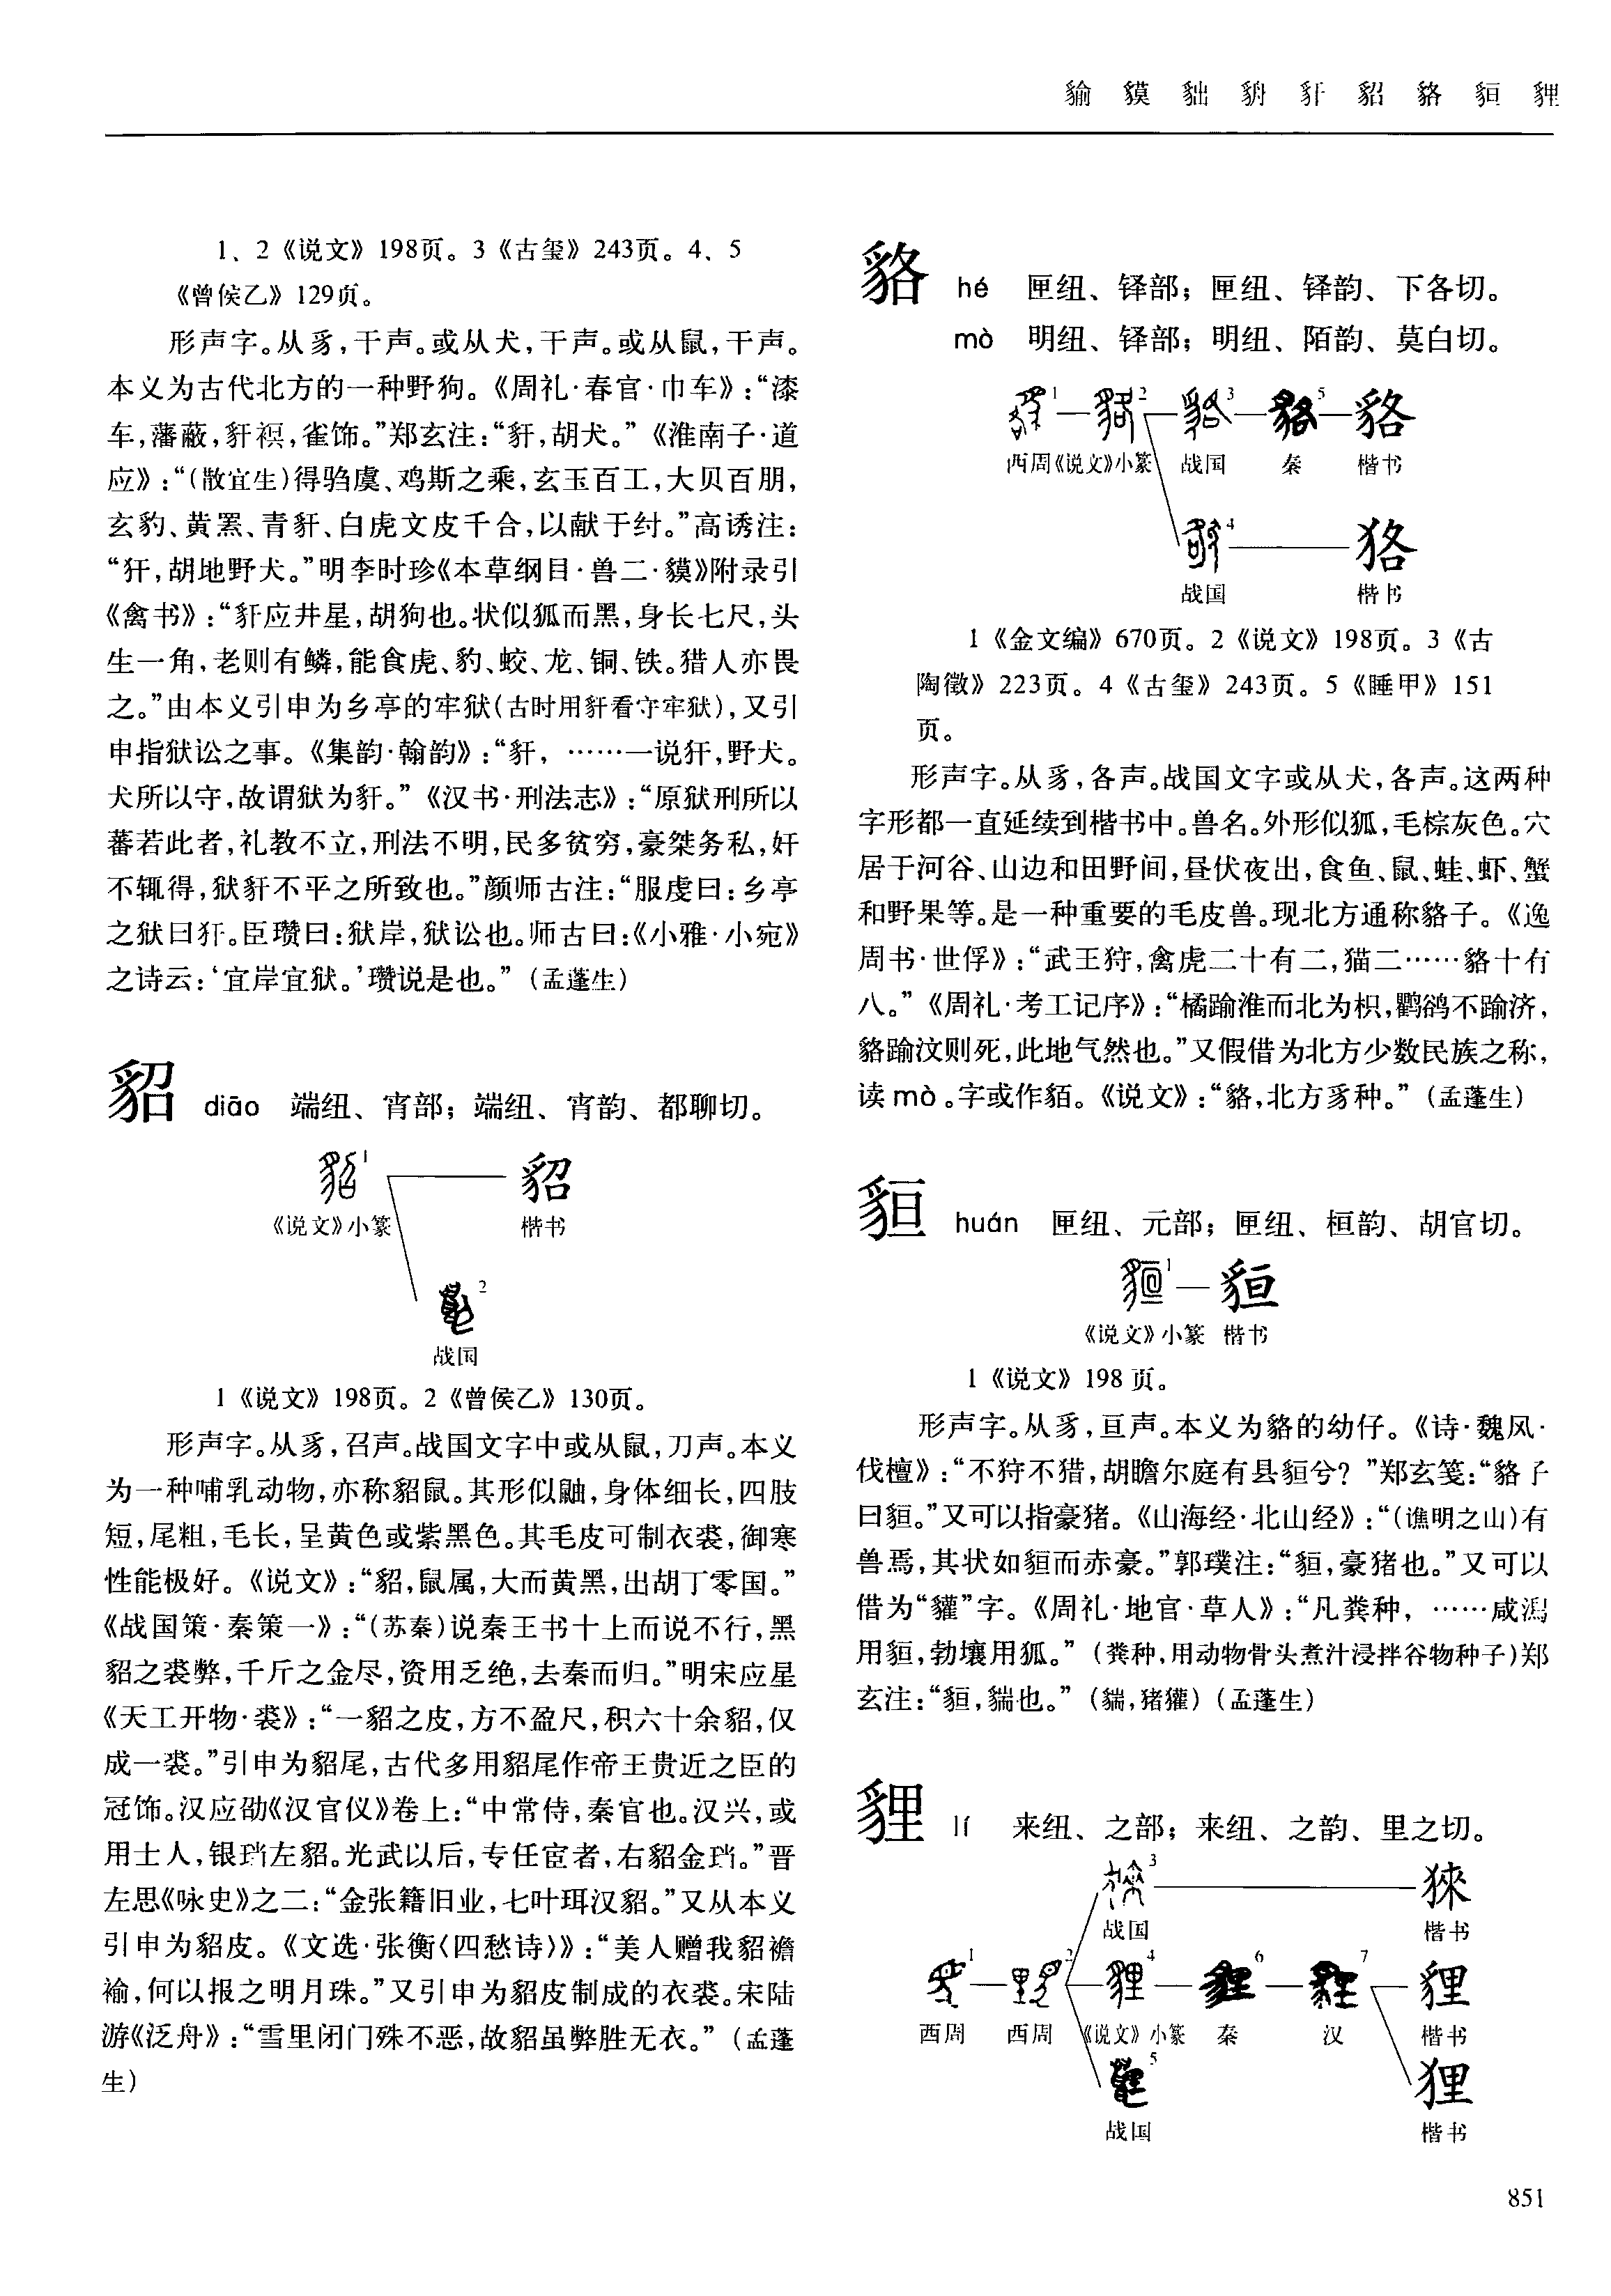 貐 貘 貀 豽 豻 貂 貉 貆 貍
1、2《说文》198页。3《古玺》243页。4、5
《曾侯乙》129页。
形声字。从豸，干声。或从犬，干声。或从鼠，干声。
本义为古代北方的一种野狗。《周礼·春官·巾车》：“漆
车，藩蔽，豻𧜀，雀饰。”郑玄注：“豻，胡犬。”《淮南子·道
应》：“（散宜生）得驺虞、鸡斯之乘，玄玉百工，大贝百朋，
玄豹、黄罴、青豻、白虎文皮千合，以献于纣。”高诱注：
“犴，胡地野犬。”明李时珍《本草纲目·兽二·貘》附录引
《禽书》：“豻应井星，胡狗也。状似狐而黑，身长七尺，头
生一角，老则有鳞，能食虎、豹、蛟、龙、铜、铁。猎人亦畏
之。”由本义引申为乡亭的牢狱（古时用豻看守牢狱），又引
申指狱讼之事。《集韵·翰韵》：“豻，……一说犴，野犬。
犬所以守，故谓狱为豻。”《汉书·刑法志》：“原狱刑所以
蕃若此者，礼教不立，刑法不明，民多贫穷，豪桀务私，奸
不辄得，狱豻不平之所致也。”颜师古注：“服虔曰：乡亭
之狱曰犴。臣瓒曰：狱岸，狱讼也。师古曰：《小雅·小宛》
之诗云：‘宜岸宜狱。’瓒说是也。”（孟蓬生）
貂 diāo 端纽、宵部；端纽、宵韵、都聊切。
1 貂
《说文》小篆 楷书
2
战国
1《说文》198页。2《曾侯乙》130页。
形声字。从豸，召声。战国文字中或从鼠，刀声。本义
为一种哺乳动物，亦称貂鼠。其形似鼬，身体细长，四肢
短，尾粗，毛长，呈黄色或紫黑色。其毛皮可制衣裘，御寒
性能极好。《说文》：“貂，鼠属，大而黄黑，出胡丁零国。”
《战国策·秦策一》：“（苏秦）说秦王书十上而说不行，黑
貂之裘弊，千斤之金尽，资用乏绝，去秦而归。”明宋应星
《天工开物·裘》：“一貂之皮，方不盈尺，积六十余貂，仅
成一裘。”引申为貂尾，古代多用貂尾作帝王贵近之臣的
冠饰。汉应劭《汉官仪》卷上：“中常侍，秦官也。汉兴，或
用士人，银珰左貂。光武以后，专任宦者，右貂金珰。”晋
左思《咏史》之二：“金张籍旧业，七叶珥汉貂。”又从本义
引申为貂皮。《文选·张衡〈四愁诗〉》：“美人赠我貂襜
褕，何以报之明月珠。”又引申为貂皮制成的衣裘。宋陆
游《泛舟》：“雪里闭门殊不恶，故貂虽弊胜无衣。”（孟蓬
生）
貉 hé 匣纽、铎部；匣纽、铎韵、下各切。
mò 明纽、铎部；明纽、陌韵、莫白切。
1 2 3 5 貉
西周《说文》小篆 战国 秦 楷书
4 狢
战国 楷书
1《金文编》670页。2《说文》198页。3《古
陶徵》223页。4《古玺》243页。5《睡甲》151
页。
形声字。从豸，各声。战国文字或从犬，各声。这两种
字形都一直延续到楷书中。兽名。外形似狐，毛棕灰色。穴
居于河谷、山边和田野间，昼伏夜出，食鱼、鼠、蛙、虾、蟹
和野果等。是一种重要的毛皮兽。现北方通称貉子。《逸
周书·世俘》：“武王狩，禽虎二十有二，猫二……貉十有
八。”《周礼·考工记序》：“橘踰淮而北为枳，鸜鹆不踰济，
貉踰汶则死，此地气然也。”又假借为北方少数民族之称，
读mò。字或作貊。《说文》：“貉，北方豸种。”（孟蓬生）
貆 huán 匣纽、元部；匣纽、桓韵、胡官切。
1 貆
《说文》小篆 楷书
1《说文》198页。
形声字。从豸，亘声。本义为貉的幼仔。《诗·魏风·
伐檀》：“不狩不猎，胡瞻尔庭有县貆兮？”郑玄笺：“貉子
曰貆。”又可以指豪猪。《山海经·北山经》：“（谯明之山）有
兽焉，其状如貆而赤豪。”郭璞注：“貆，豪猪也。”又可以
借为“貛”字。《周礼·地官·草人》：“凡粪种，……咸潟
用貆，勃壤用狐。”（粪种，用动物骨头煮汁浸拌谷物种子）郑
玄注：“貆，貒也。”（貒，猪獾）（孟蓬生）
貍 lí 来纽、之部；来纽、之韵、里之切。
3 猍
战国 楷书
1 2 4 6 7 貍
西周 西周 《说文》小篆 秦 汉 楷书
5 狸
战国 楷书
851